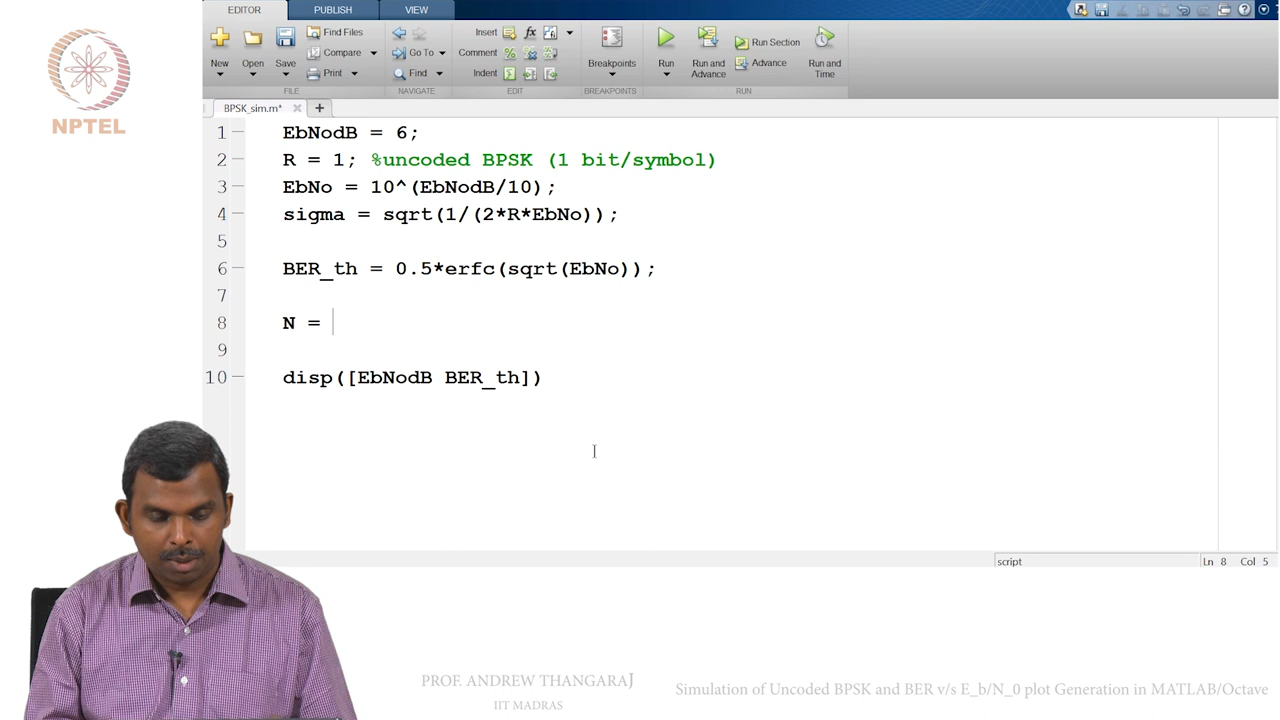 EDITOR PUBLISH VIEW
New Open Save Find Files Compare Print
Insert Comment Indent
Go To Find
Breakpoints Run Run and Advance Run Section Advance Run and Time
FILE NAVIGATE EDIT BREAKPOINTS RUN
BPSK_sim.m* × +
1 EbNodB = 6;
2 R = 1; %uncoded BPSK (1 bit/symbol)
3 EbNo = 10^(EbNodB/10);
4 sigma = sqrt(1/(2*R*EbNo));
5
6 BER_th = 0.5*erfc(sqrt(EbNo));
7
8 N =
9
10 disp([EbNodB BER_th])
script Ln 8 Col 5
NPTEL
PROF. ANDREW THANGARAJ
IIT MADRAS
Simulation of Uncoded BPSK and BER v/s E_b/N_0 plot Generation in MATLAB/Octave